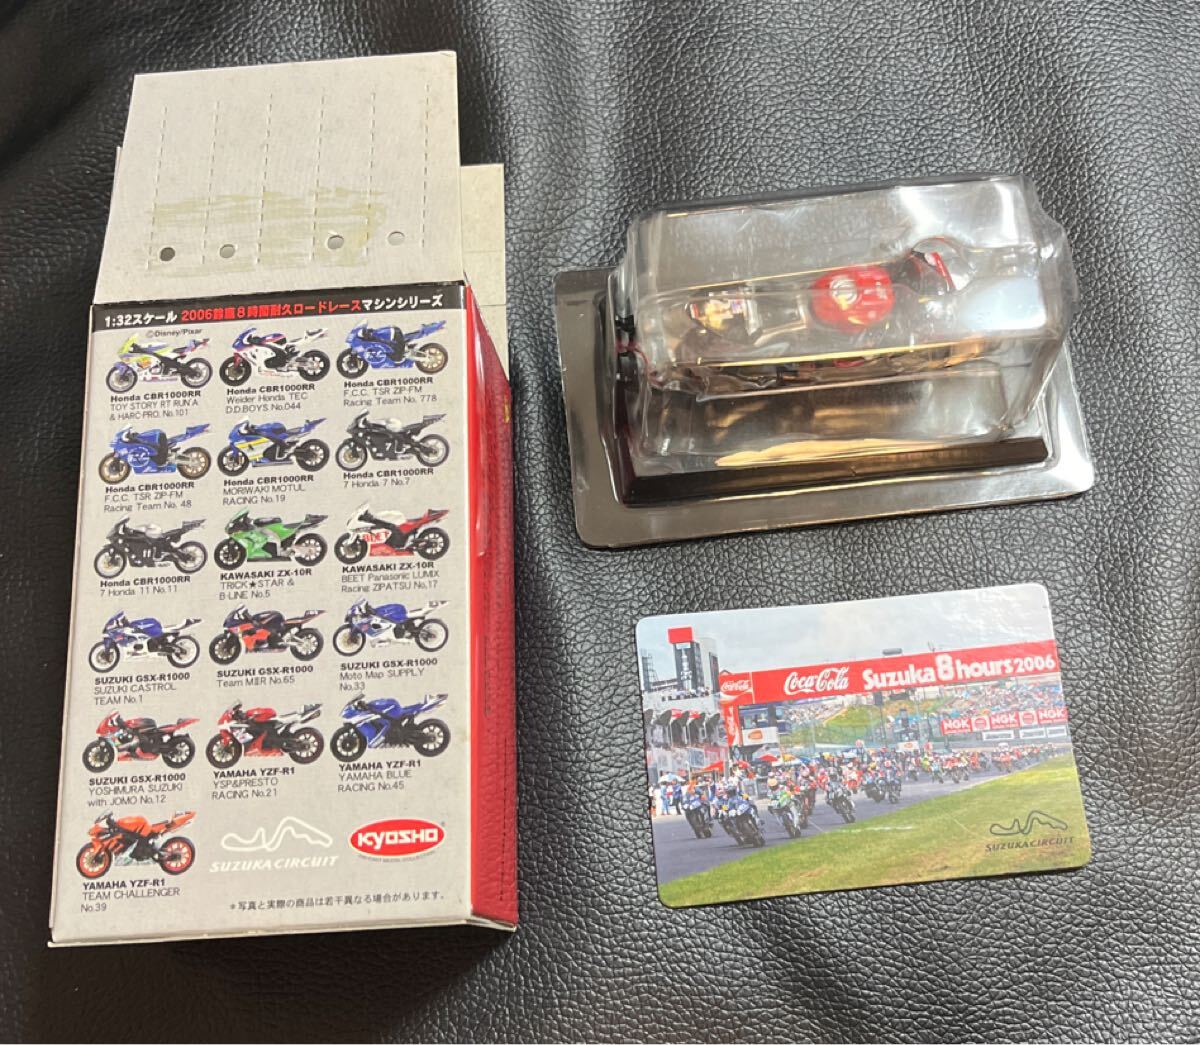 1:32スケール 2006鈴鹿8時間耐久ロードレースマシンシリーズ
©Disney/Pixar
Honda CBR1000RR
TOY STORY RT RUN'A
& HARC-PRO. No.101
Honda CBR1000RR
Weider Honda TEC
D.D.BOYS No.044
Honda CBR1000RR
F.C.C. TSR ZIP-FM
Racing Team No. 778
Honda CBR1000RR
F.C.C. TSR ZIP-FM
Racing Team No. 48
Honda CBR1000RR
MORIWAKI MOTUL
RACING No.19
Honda CBR1000RR
7 Honda 7 No.7
Honda CBR1000RR
7 Honda 11 No.11
KAWASAKI ZX-10R
TRICK★STAR &
B-LINE No.5
BEET
KAWASAKI ZX-10R
BEET Panasonic LUMIX
Racing ZIPATSU No.17
SUZUKI GSX-R1000
SUZUKI CASTROL
TEAM No.1
SUZUKI GSX-R1000
Team MIIR No.65
SUZUKI GSX-R1000
Moto Map SUPPLY
No.33
SUZUKI GSX-R1000
YOSHIMURA SUZUKI
with JOMO No.12
YAMAHA YZF-R1
YSP&PRESTO
RACING No.21
YAMAHA YZF-R1
YAMAHA BLUE
RACING No.45
YAMAHA YZF-R1
TEAM CHALLENGER
No.39
SUZUKA CIRCUIT
KYOSHO
DIE-CAST MODEL COLLECTION
*写真と実際の商品は若干異なる場合があります。
Coca-Cola
Coca-Cola Suzuka 8 hours 2006
NGK NGK NGK
SUZUKA CIRCUIT